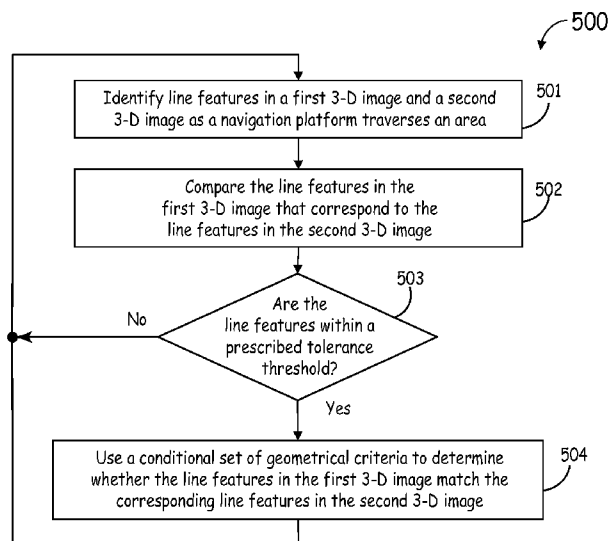 500
Identify line features in a first 3-D image and a second
3-D image as a navigation platform traverses an area
501
Compare the line features in the
first 3-D image that correspond to the
line features in the second 3-D image
502
Are the
line features within a
prescribed tolerance
threshold?
503
No
Yes
Use a conditional set of geometrical criteria to determine
whether the line features in the first 3-D image match the
corresponding line features in the second 3-D image
504